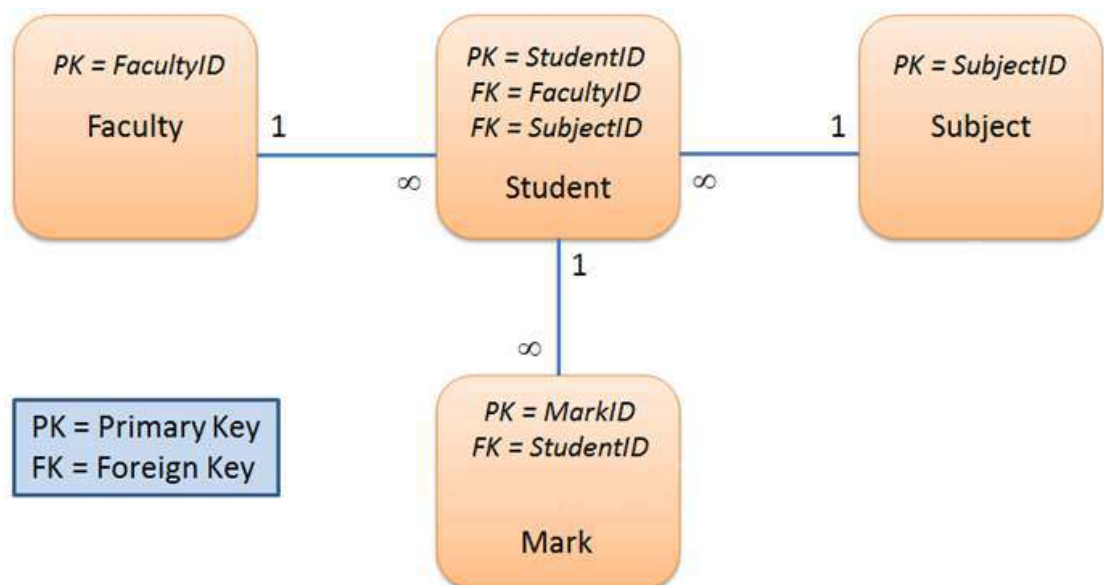 PK = FacultyID
Faculty
1
∞
PK = StudentID
FK = FacultyID
FK = SubjectID
Student
∞
1
PK = SubjectID
Subject
1
∞
PK = MarkID
FK = StudentID
Mark
PK = Primary Key
FK = Foreign Key